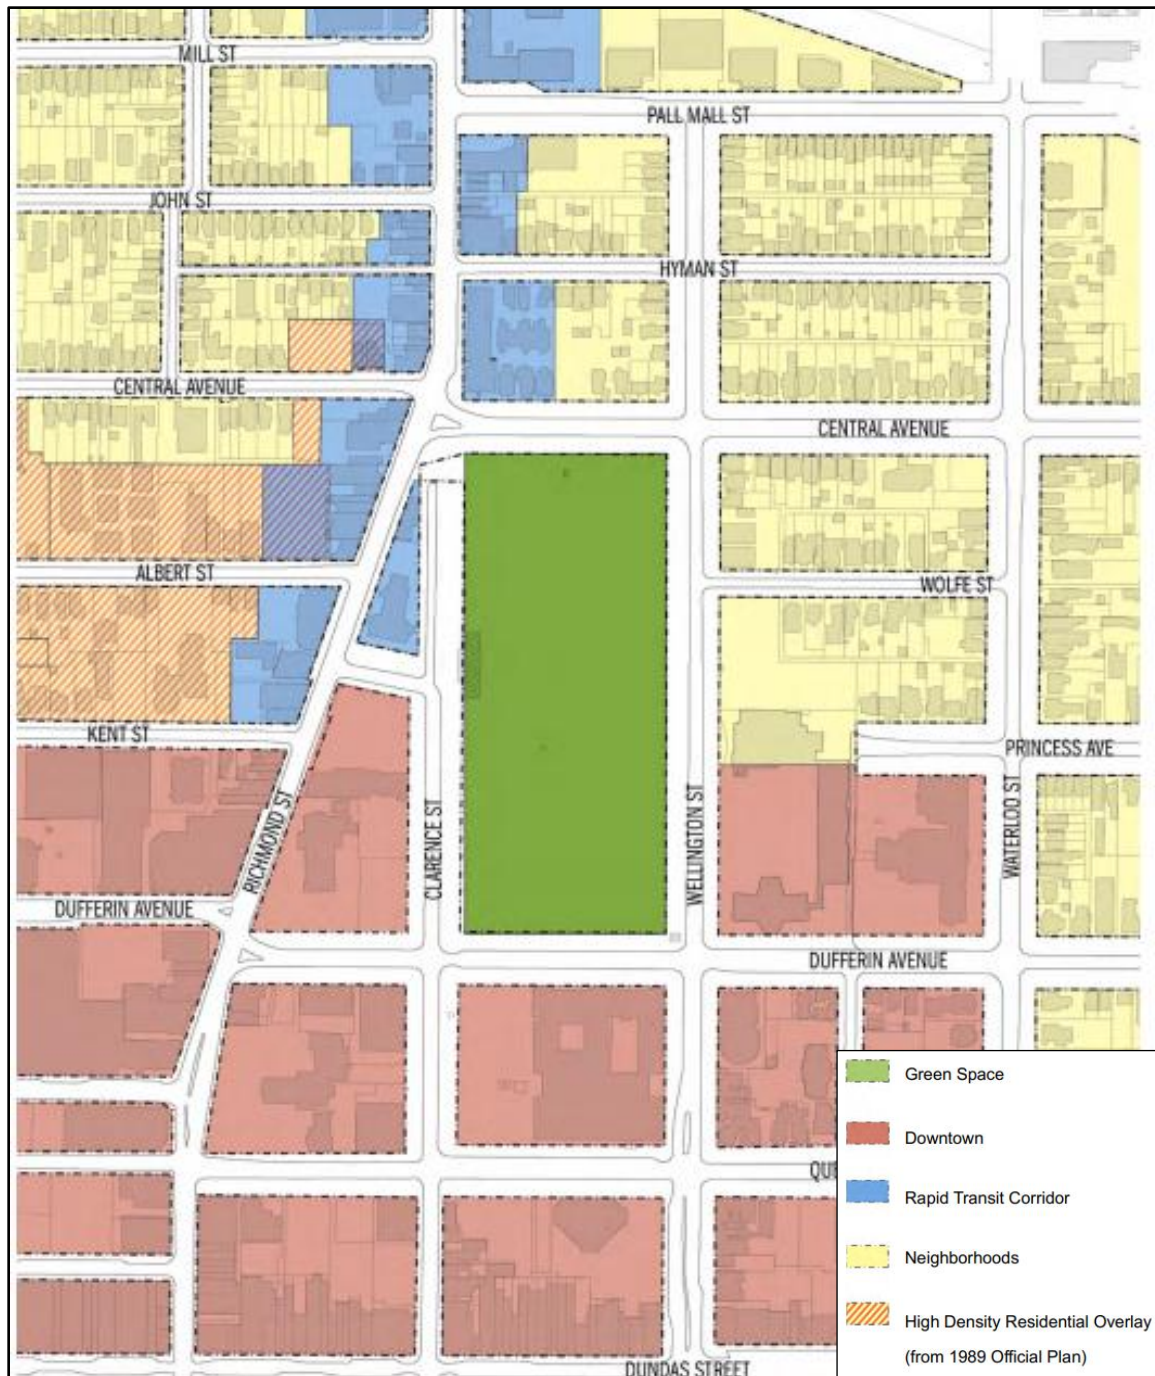 MILL ST
PALL MALL ST
JOHN ST
HYMAN ST
CENTRAL AVENUE
CENTRAL AVENUE
ALBERT ST
WOLFE ST
KENT ST
PRINCESS AVE
RICHMOND ST
CLARENCE ST
WELLINGTON ST
WATERLOO ST
DUFFERIN AVENUE
DUFFERIN AVENUE
QU
DUNDAS STREET
Green Space
Downtown
Rapid Transit Corridor
Neighborhoods
High Density Residential Overlay
(from 1989 Official Plan)